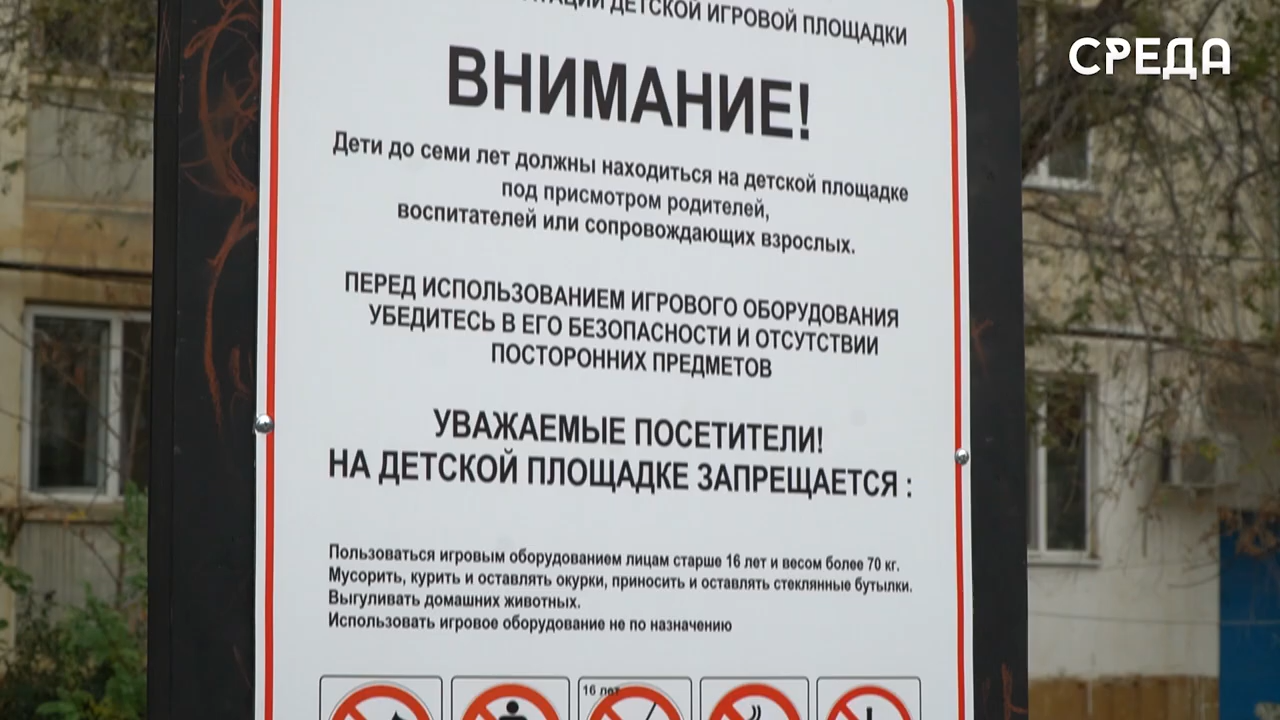 ДЕТСКОЙ ИГРОВОЙ ПЛОЩАДКИ
СРЕДА
ВНИМАНИЕ!
Дети до семи лет должны находиться на детской площадке
под присмотром родителей,
воспитателей или сопровождающих взрослых.
ПЕРЕД ИСПОЛЬЗОВАНИЕМ ИГРОВОГО ОБОРУДОВАНИЯ
УБЕДИТЕСЬ В ЕГО БЕЗОПАСНОСТИ И ОТСУТСТВИИ
ПОСТОРОННИХ ПРЕДМЕТОВ
УВАЖАЕМЫЕ ПОСЕТИТЕЛИ!
НА ДЕТСКОЙ ПЛОЩАДКЕ ЗАПРЕЩАЕТСЯ :
Пользоваться игровым оборудованием лицам старше 16 лет и весом более 70 кг.
Мусорить, курить и оставлять окурки, приносить и оставлять стеклянные бутылки.
Выгуливать домашних животных.
Использовать игровое оборудование не по назначению
16 лет